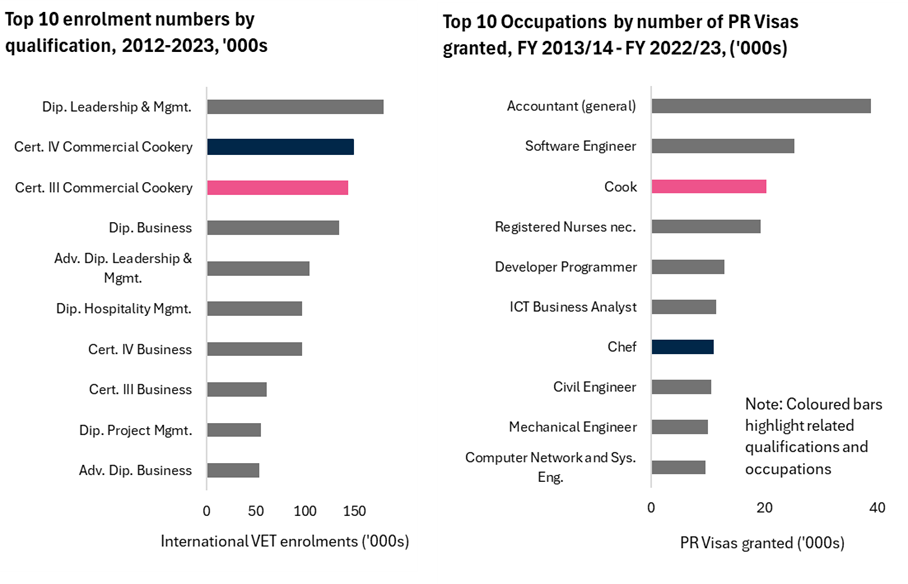 Top 10 enrolment numbers by
qualification, 2012-2023, '000s
Dip. Leadership & Mgmt.
Cert. IV Commercial Cookery
Cert. III Commercial Cookery
Dip. Business
Adv. Dip. Leadership &
Mgmt.
Dip. Hospitality Mgmt.
Cert. IV Business
Cert. III Business
Dip. Project Mgmt.
Adv. Dip. Business
0 50 100 150
International VET enrolments ('000s)
Top 10 Occupations by number of PR Visas
granted, FY 2013/14 - FY 2022/23, ('000s)
Accountant (general)
Software Engineer
Cook
Registered Nurses nec.
Developer Programmer
ICT Business Analyst
Chef
Civil Engineer
Mechanical Engineer
Computer Network and Sys.
Eng.
Note: Coloured bars
highlight related
qualifications and
occupations
0 20 40
PR Visas granted ('000s)